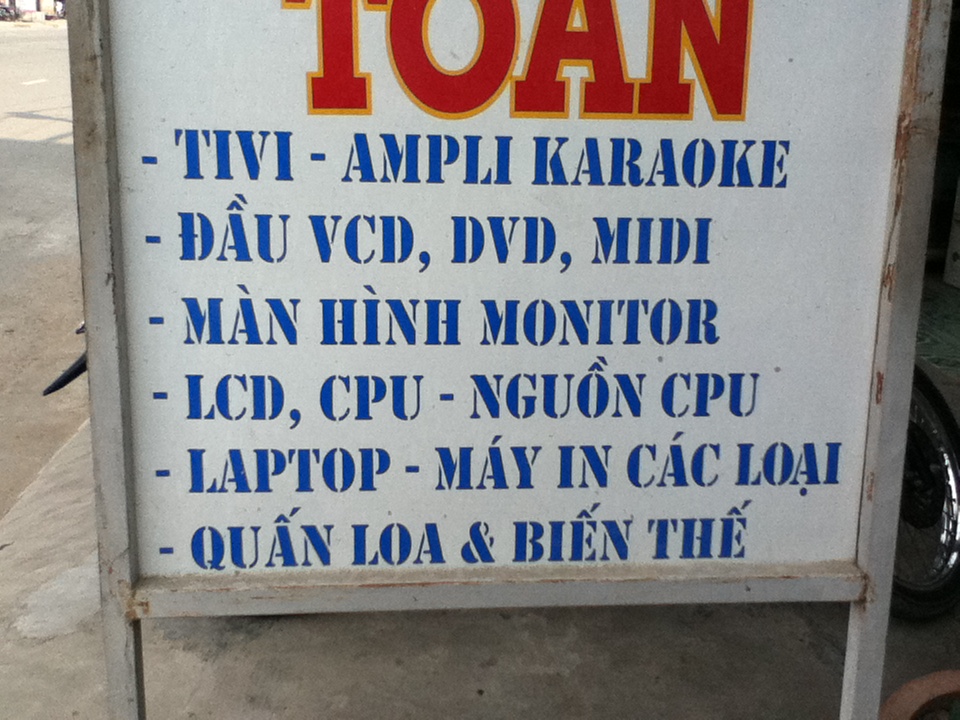 TOAN
- TIVI - AMPLI KARAOKE
- ĐẦU VCD, DVD, MIDI
- MÀN HÌNH MONITOR
- LCD, CPU - NGUỒN CPU
- LAPTOP - MÁY IN CÁC LOẠI
- QUẤN LOA & BIẾN THẾ